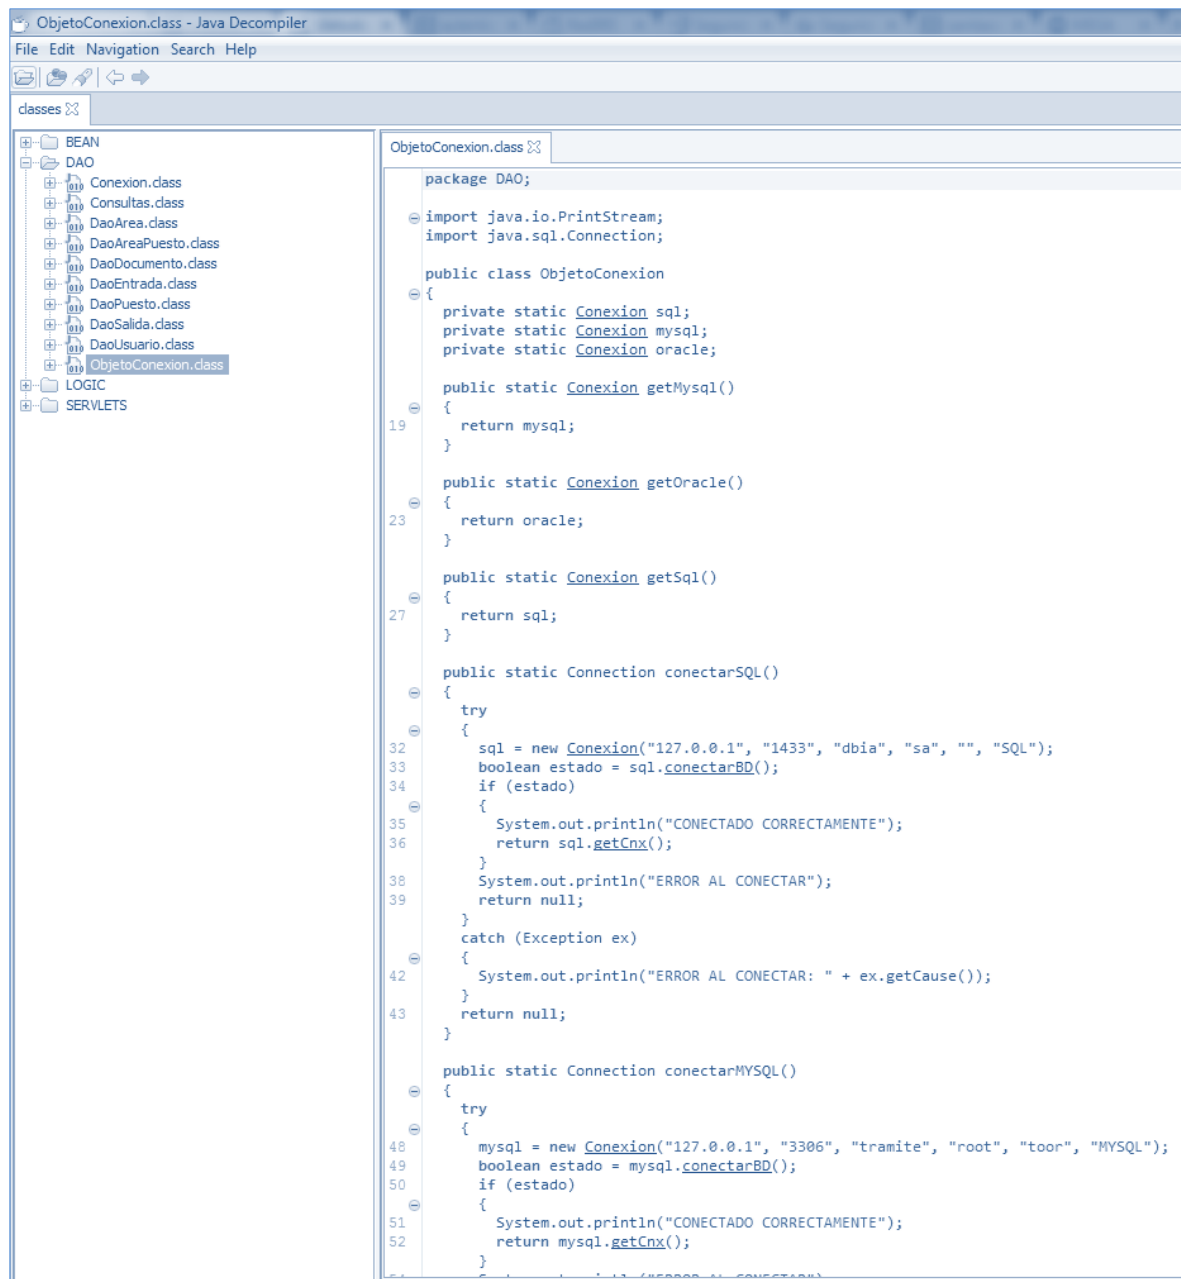 ObjetoConexion.class - Java Decompiler
File Edit Navigation Search Help
classes
BEAN
DAO
Conexion.class
Consultas.class
DaoArea.class
DaoAreaPuesto.class
DaoDocumento.class
DaoEntrada.class
DaoPuesto.class
DaoSalida.class
DaoUsuario.class
ObjetoConexion.class
LOGIC
SERVLETS
ObjetoConexion.class
package DAO;
import java.io.PrintStream;
import java.sql.Connection;
public class ObjetoConexion
{
private static Conexion sql;
private static Conexion mysql;
private static Conexion oracle;
public static Conexion getMysql()
{
19 return mysql;
}
public static Conexion getOracle()
{
23 return oracle;
}
public static Conexion getSql()
{
27 return sql;
}
public static Connection conectarSQL()
{
try
{
32 sql = new Conexion("127.0.0.1", "1433", "dbia", "sa", "", "SQL");
33 boolean estado = sql.conectarBD();
34 if (estado)
{
35 System.out.println("CONECTADO CORRECTAMENTE");
36 return sql.getCnx();
}
38 System.out.println("ERROR AL CONECTAR");
39 return null;
}
catch (Exception ex)
{
42 System.out.println("ERROR AL CONECTAR: " + ex.getCause());
}
43 return null;
}
public static Connection conectarMYSQL()
{
try
{
48 mysql = new Conexion("127.0.0.1", "3306", "tramite", "root", "toor", "MYSQL");
49 boolean estado = mysql.conectarBD();
50 if (estado)
{
51 System.out.println("CONECTADO CORRECTAMENTE");
52 return mysql.getCnx();
}